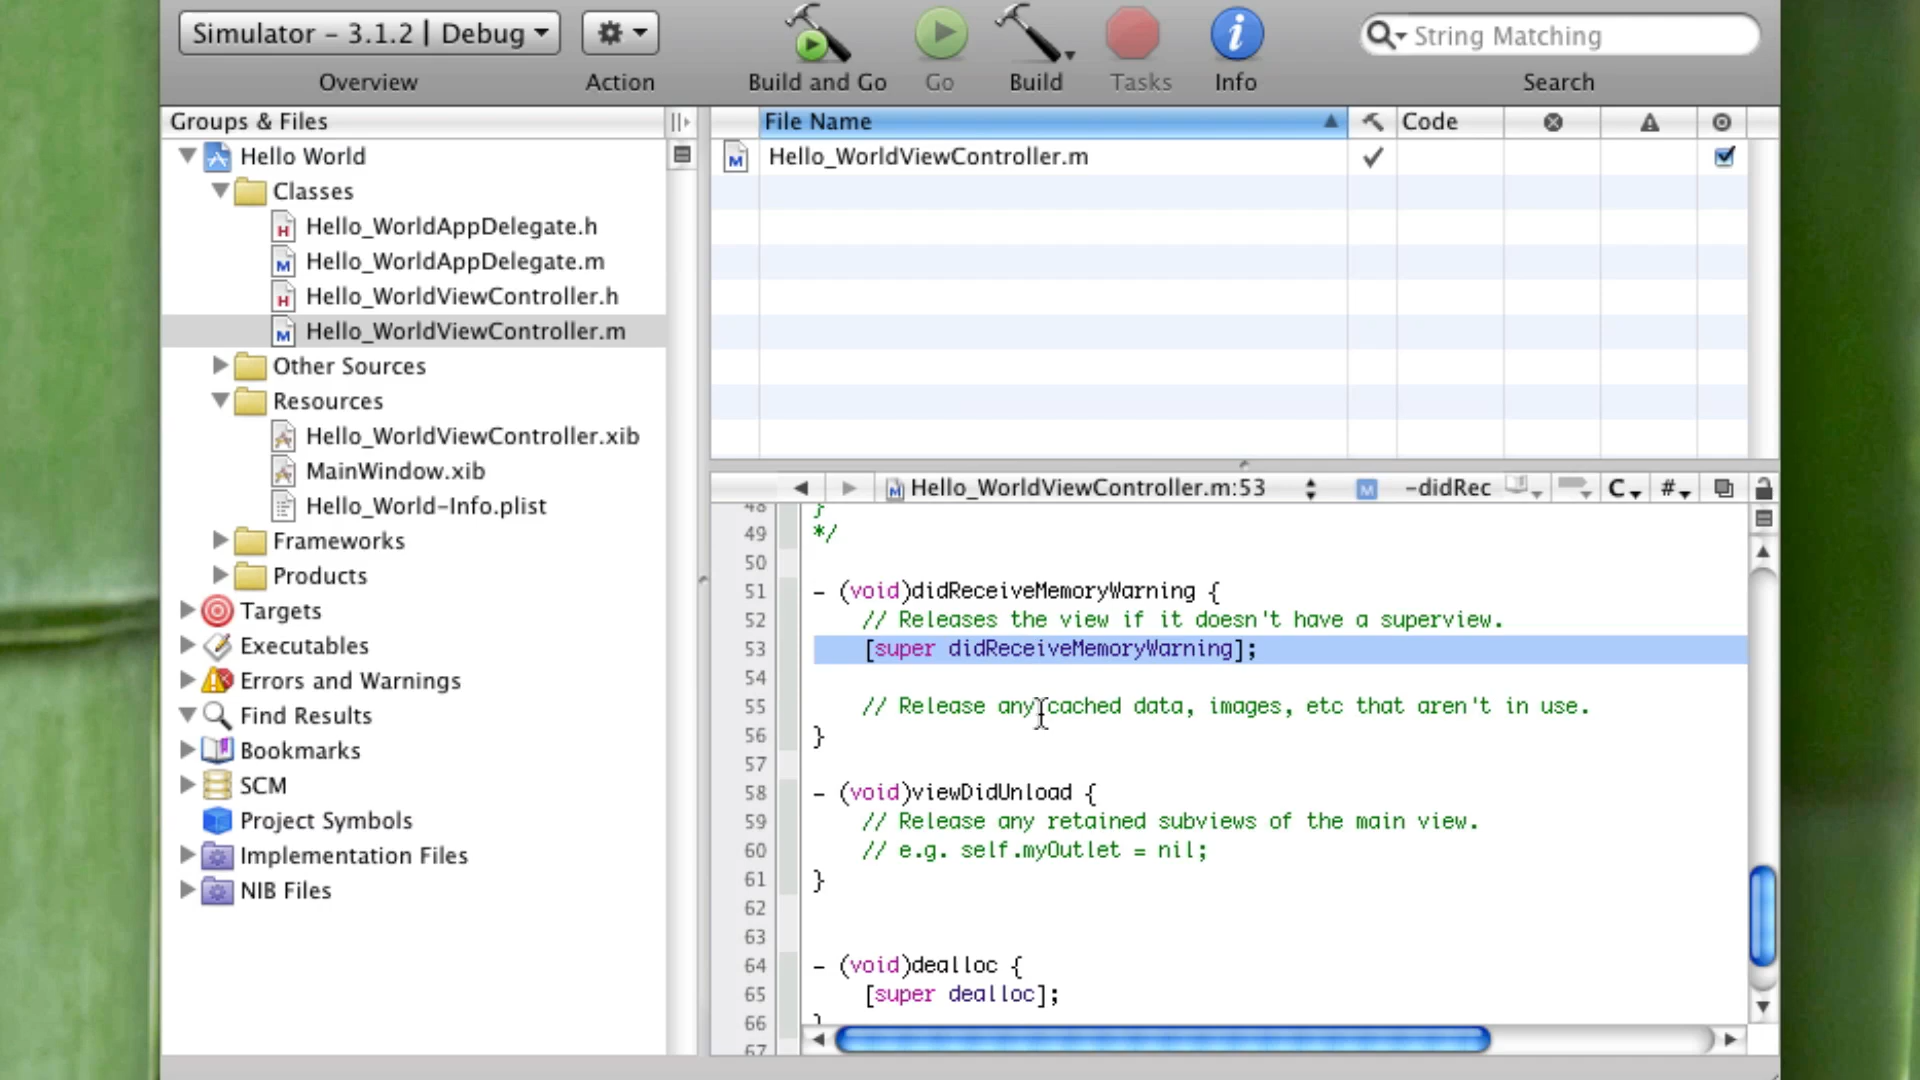 Simulator - 3.1.2 | Debug
String Matching
Overview
Action
Build and Go
Go
Build
Tasks
Info
Search
Groups & Files
File Name
Code
Hello World
Hello_WorldViewController.m
Classes
Hello_WorldAppDelegate.h
Hello_WorldAppDelegate.m
Hello_WorldViewController.h
Hello_WorldViewController.m
Other Sources
Resources
Hello_WorldViewController.xib
MainWindow.xib
Hello_World-Info.plist
Frameworks
Products
Targets
Executables
Errors and Warnings
Find Results
Bookmarks
SCM
Project Symbols
Implementation Files
NIB Files
Hello_WorldViewController.m:53
M
-didRec
C
#
48 }
49 */
50
51 - (void)didReceiveMemoryWarning {
52 // Releases the view if it doesn't have a superview.
53 [super didReceiveMemoryWarning];
54
55 // Release any cached data, images, etc that aren't in use.
56 }
57
58 - (void)viewDidUnload {
59 // Release any retained subviews of the main view.
60 // e.g. self.myOutlet = nil;
61 }
62
63
64 - (void)dealloc {
65 [super dealloc];
66 }
67